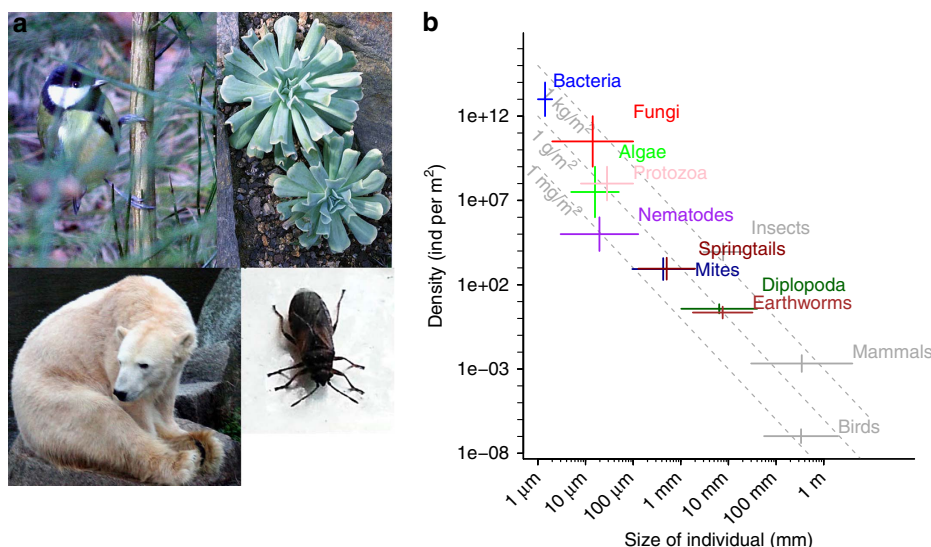 a
b
Density (ind per m²)
1e+12
1e+07
1e+02
1e−03
1e−08
Bacteria
1 kg/m²
Fungi
1 g/m²
Algae
Protozoa
1 mg/m²
Nematodes
Insects
Springtails
Mites
Diplopoda
Earthworms
Mammals
Birds
1 µm
10 µm
100 µm
1 mm
10 mm
100 mm
1 m
Size of individual (mm)